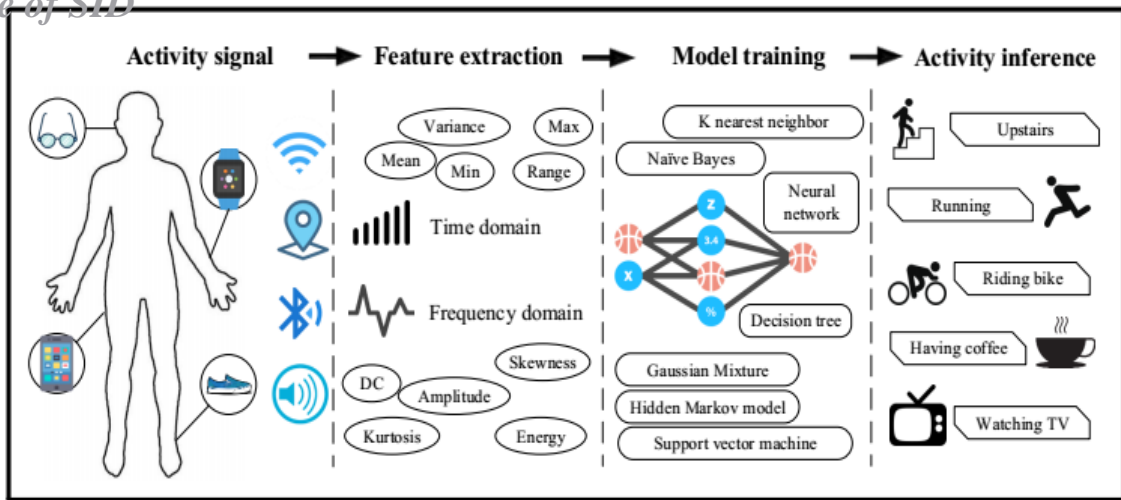 e of SID
Activity signal
Feature extraction
Model training
Activity inference
Variance
Max
Mean
Min
Range
Time domain
Frequency domain
Skewness
DC
Amplitude
Kurtosis
Energy
K nearest neighbor
Naïve Bayes
Neural
network
Z
3.4
X
%
Decision tree
Gaussian Mixture
Hidden Markov model
Support vector machine
Upstairs
Running
Riding bike
Having coffee
Watching TV